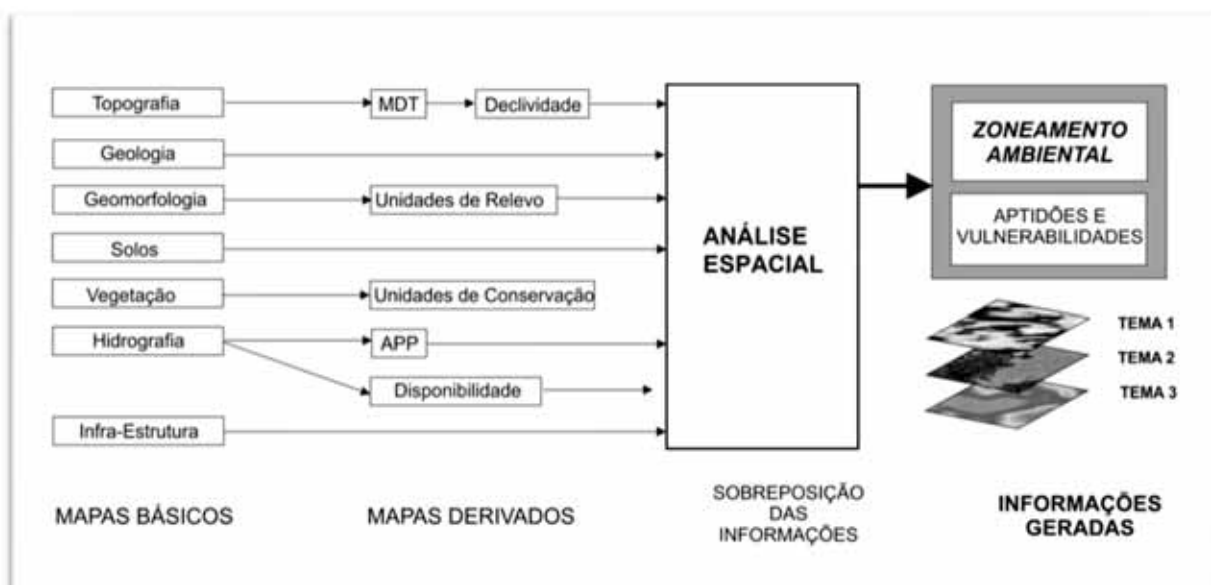 Topografia
MDT
Declividade
Geologia
Geomorfologia
Unidades de Relevo
Solos
Vegetação
Unidades de Conservação
Hidrografia
APP
Disponibilidade
Infra-Estrutura
ANÁLISE
ESPACIAL
ZONEAMENTO
AMBIENTAL
APTIDÕES E
VULNERABILIDADES
TEMA 1
TEMA 2
TEMA 3
MAPAS BÁSICOS
MAPAS DERIVADOS
SOBREPOSIÇÃO
DAS
INFORMAÇÕES
INFORMAÇÕES
GERADAS